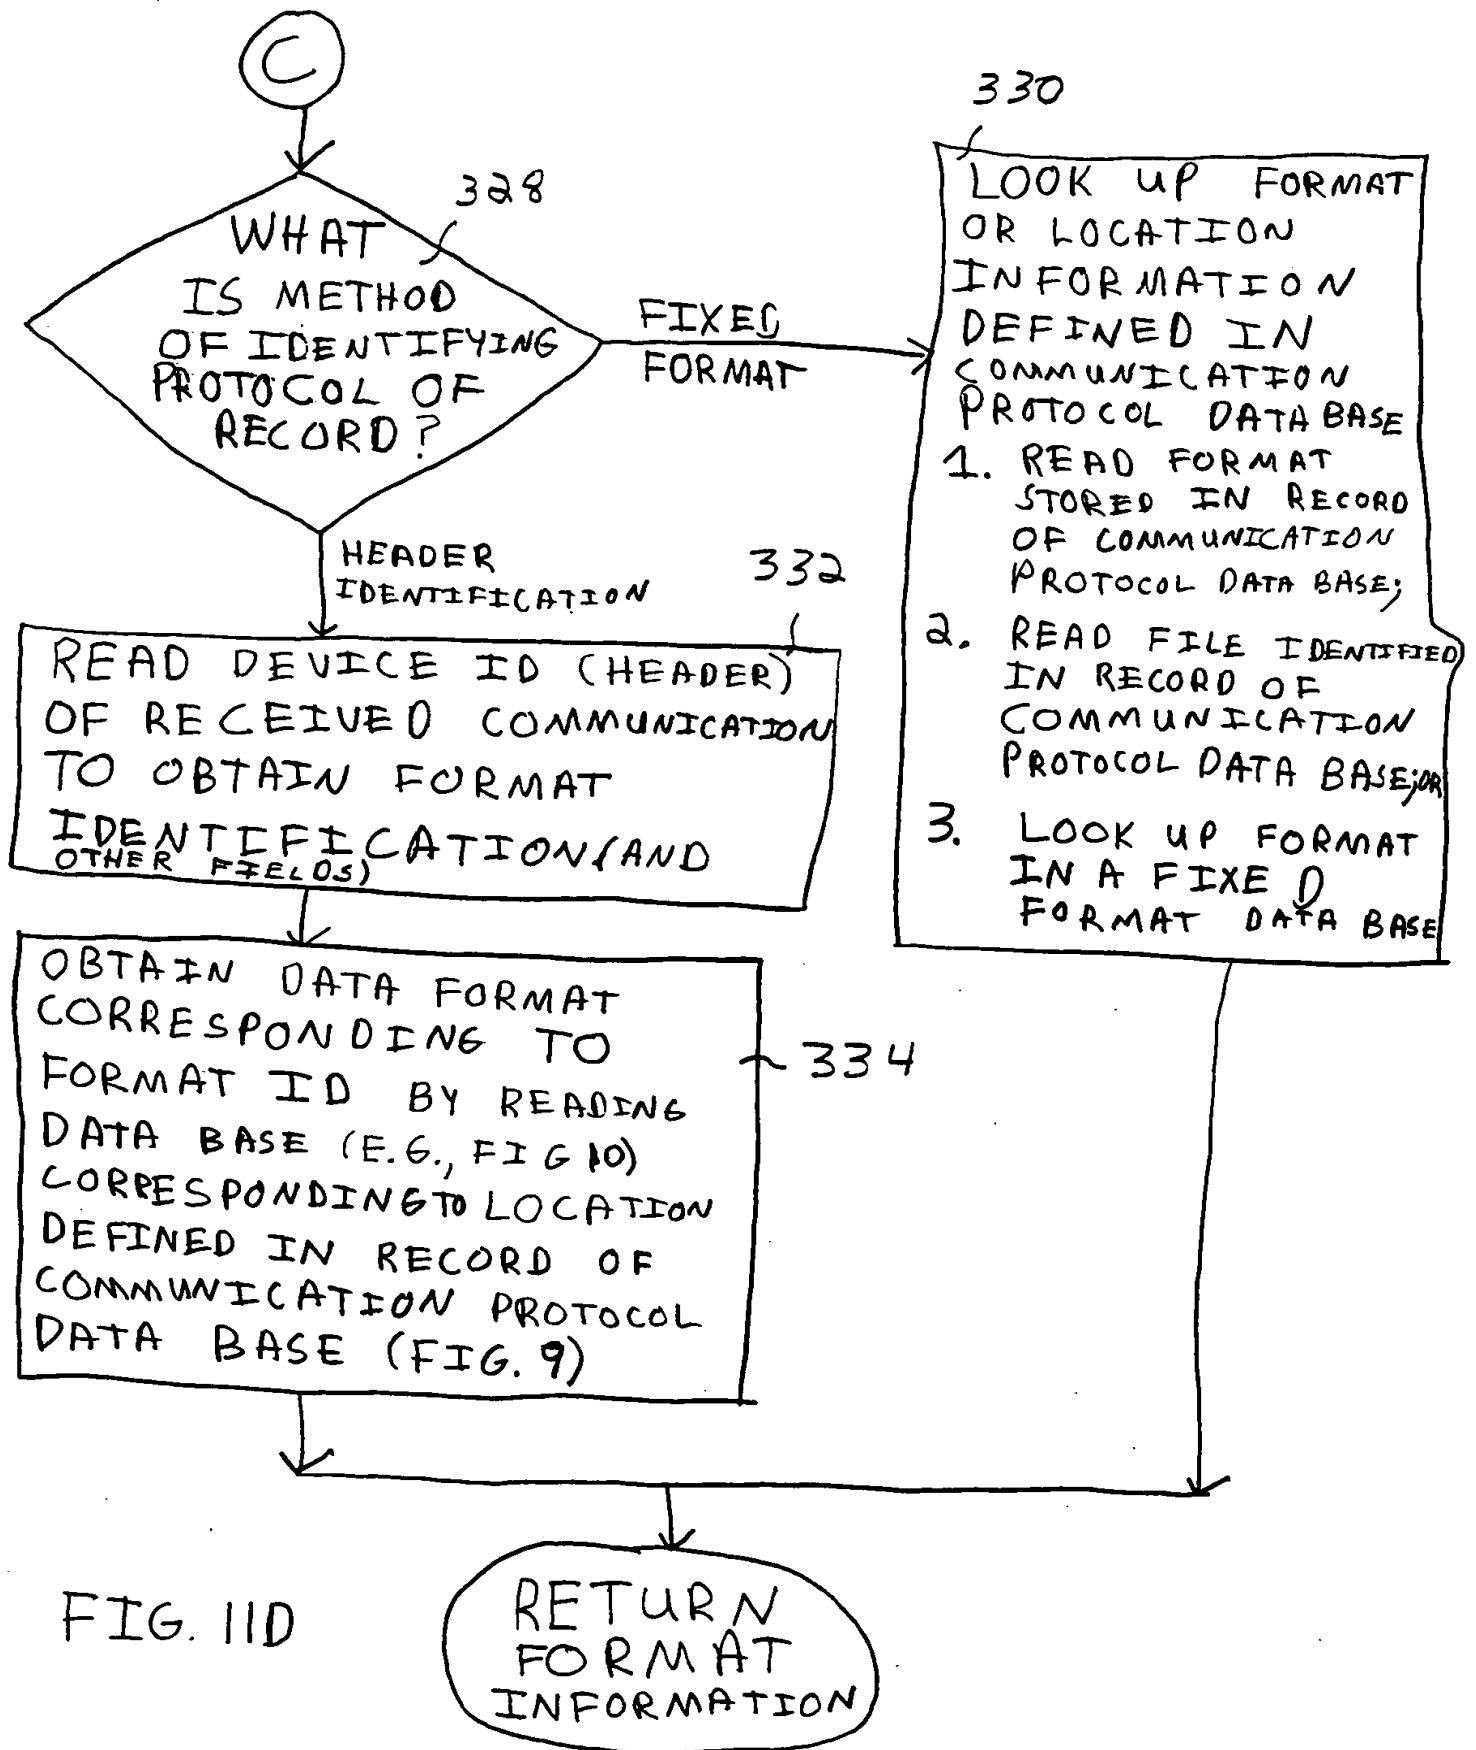 C
328
WHAT
IS METHOD
OF IDENTIFYING
PROTOCOL OF
RECORD?
FIXED
FORMAT
330
LOOK UP FORMAT
OR LOCATION
INFORMATION
DEFINED IN
COMMUNICATION
PROTOCOL DATA BASE
1. READ FORMAT
STORED IN RECORD
OF COMMUNICATION
PROTOCOL DATA BASE;
2. READ FILE IDENTIFIED
IN RECORD OF
COMMUNICATION
PROTOCOL DATA BASE; OR
3. LOOK UP FORMAT
IN A FIXED
FORMAT DATA BASE
HEADER
IDENTIFICATION
332
READ DEVICE ID (HEADER)
OF RECEIVED COMMUNICATION
TO OBTAIN FORMAT
IDENTIFICATION (AND
OTHER FIELDS)
OBTAIN DATA FORMAT
CORRESPONDING TO
FORMAT ID BY READING
DATA BASE (E.G., FIG 10)
CORRESPONDING TO LOCATION
DEFINED IN RECORD OF
COMMUNICATION PROTOCOL
DATA BASE (FIG. 9)
334
RETURN
FORMAT
INFORMATION
FIG. 11D